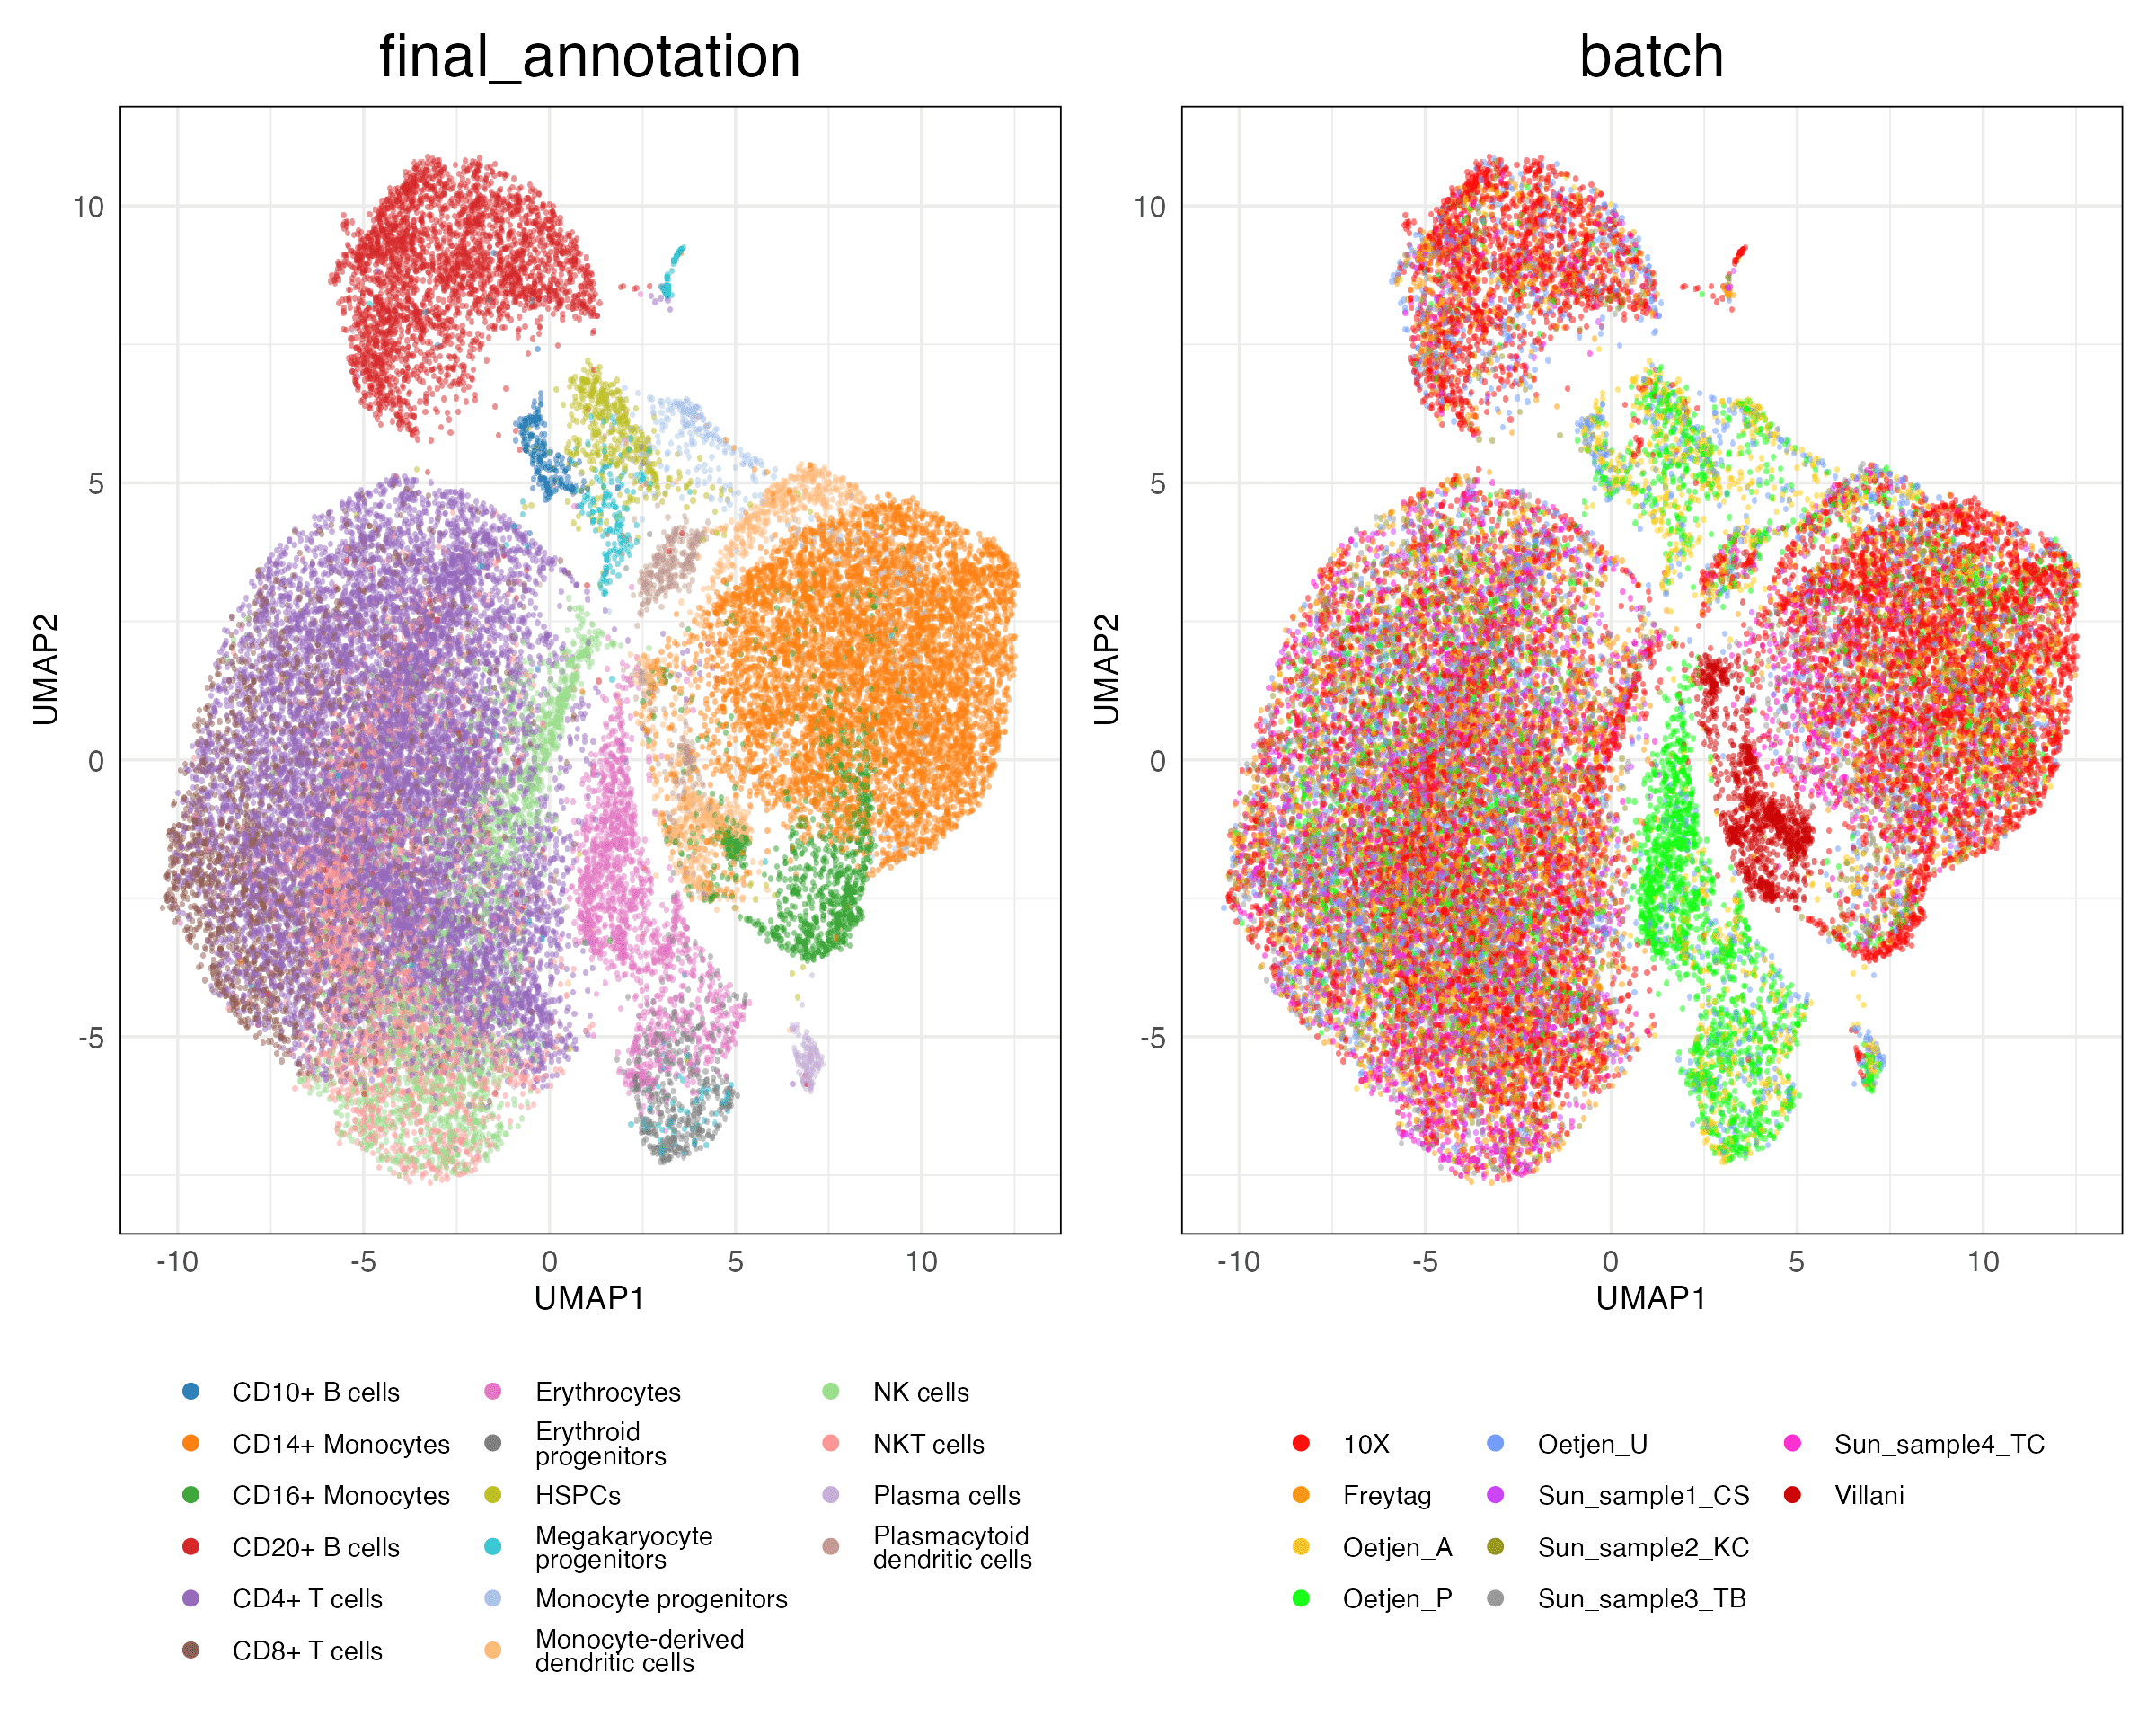 final_annotation
batch
10
5
0
-5
UMAP2
-10
-5
0
5
10
UMAP1
10
5
0
-5
UMAP2
-10
-5
0
5
10
UMAP1
CD10+ B cells
CD14+ Monocytes
CD16+ Monocytes
CD20+ B cells
CD4+ T cells
CD8+ T cells
Erythrocytes
Erythroid
progenitors
HSPCs
Megakaryocyte
progenitors
Monocyte progenitors
Monocyte-derived
dendritic cells
NK cells
NKT cells
Plasma cells
Plasmacytoid
dendritic cells
10X
Freytag
Oetjen_A
Oetjen_P
Oetjen_U
Sun_sample1_CS
Sun_sample2_KC
Sun_sample3_TB
Sun_sample4_TC
Villani